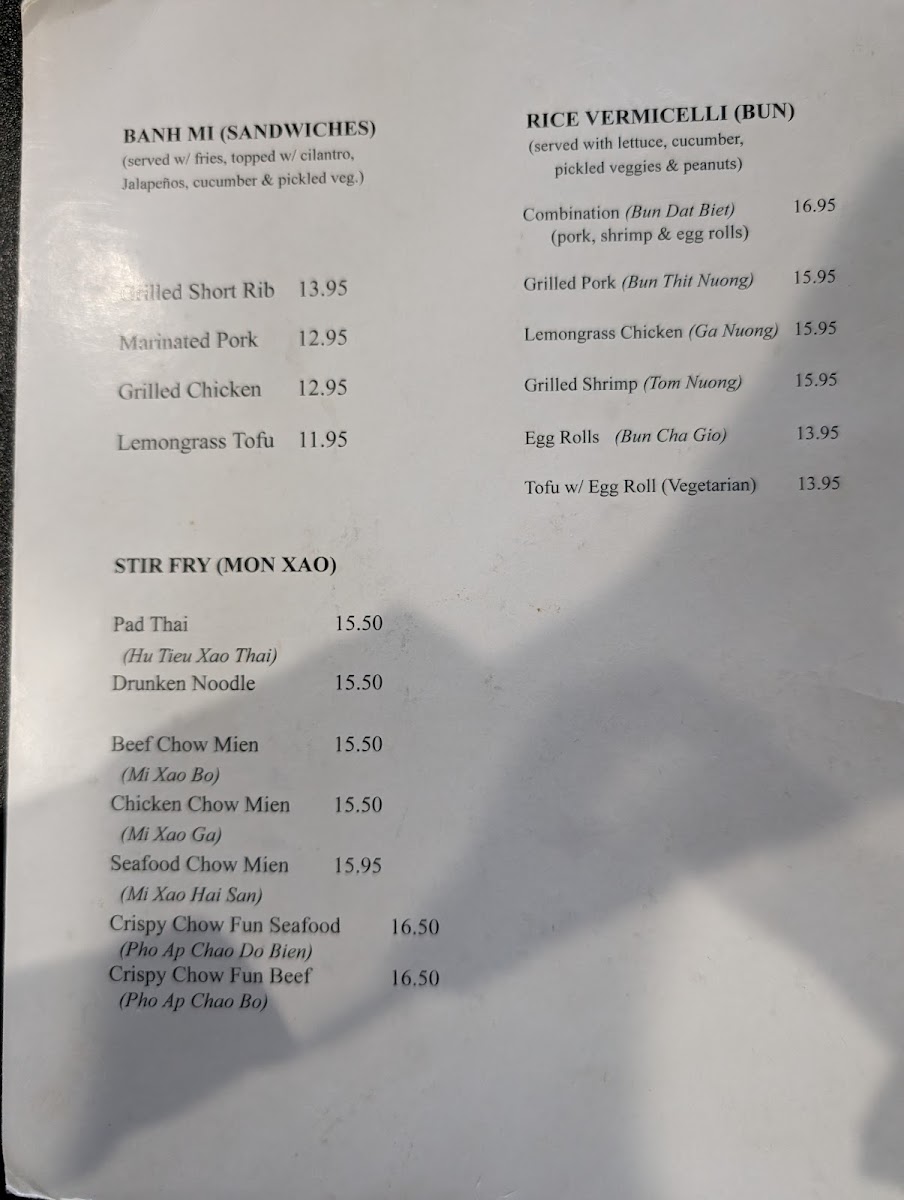 BANH MI (SANDWICHES)
(served w/ fries, topped w/ cilantro,
Jalapeños, cucumber & pickled veg.)
Grilled Short Rib 13.95
Marinated Pork 12.95
Grilled Chicken 12.95
Lemongrass Tofu 11.95
RICE VERMICELLI (BUN)
(served with lettuce, cucumber,
pickled veggies & peanuts)
Combination (Bun Dat Biet) 16.95
(pork, shrimp & egg rolls)
Grilled Pork (Bun Thit Nuong) 15.95
Lemongrass Chicken (Ga Nuong) 15.95
Grilled Shrimp (Tom Nuong) 15.95
Egg Rolls (Bun Cha Gio) 13.95
Tofu w/ Egg Roll (Vegetarian) 13.95
STIR FRY (MON XAO)
Pad Thai 15.50
(Hu Tieu Xao Thai)
Drunken Noodle 15.50
Beef Chow Mien 15.50
(Mi Xao Bo)
Chicken Chow Mien 15.50
(Mi Xao Ga)
Seafood Chow Mien 15.95
(Mi Xao Hai San)
Crispy Chow Fun Seafood 16.50
(Pho Ap Chao Do Bien)
Crispy Chow Fun Beef 16.50
(Pho Ap Chao Bo)